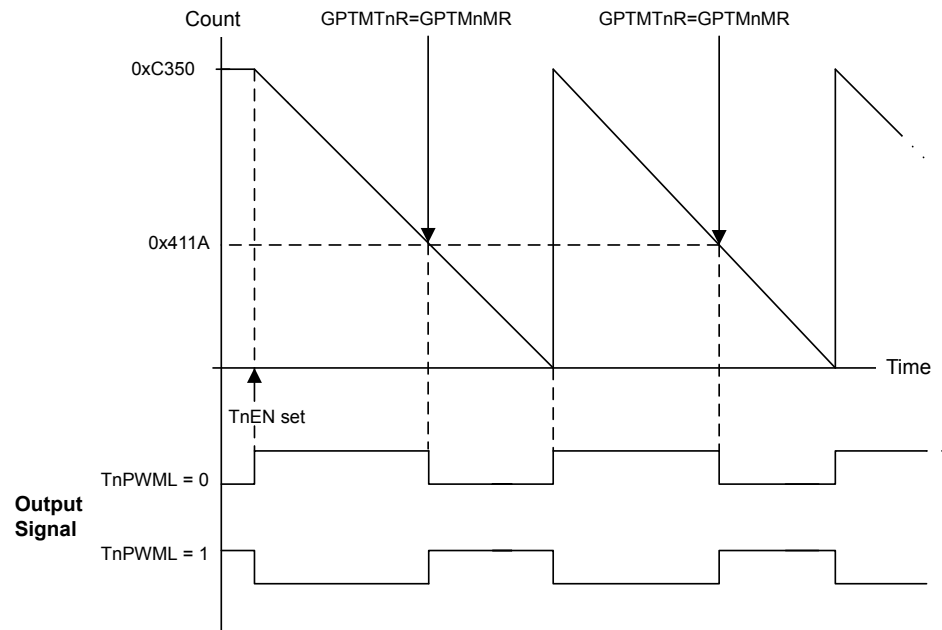 Count
GPTMTnR=GPTMnMR
GPTMTnR=GPTMnMR
0xC350
0x411A
Time
TnEN set
TnPWML = 0
Output
Signal
TnPWML = 1